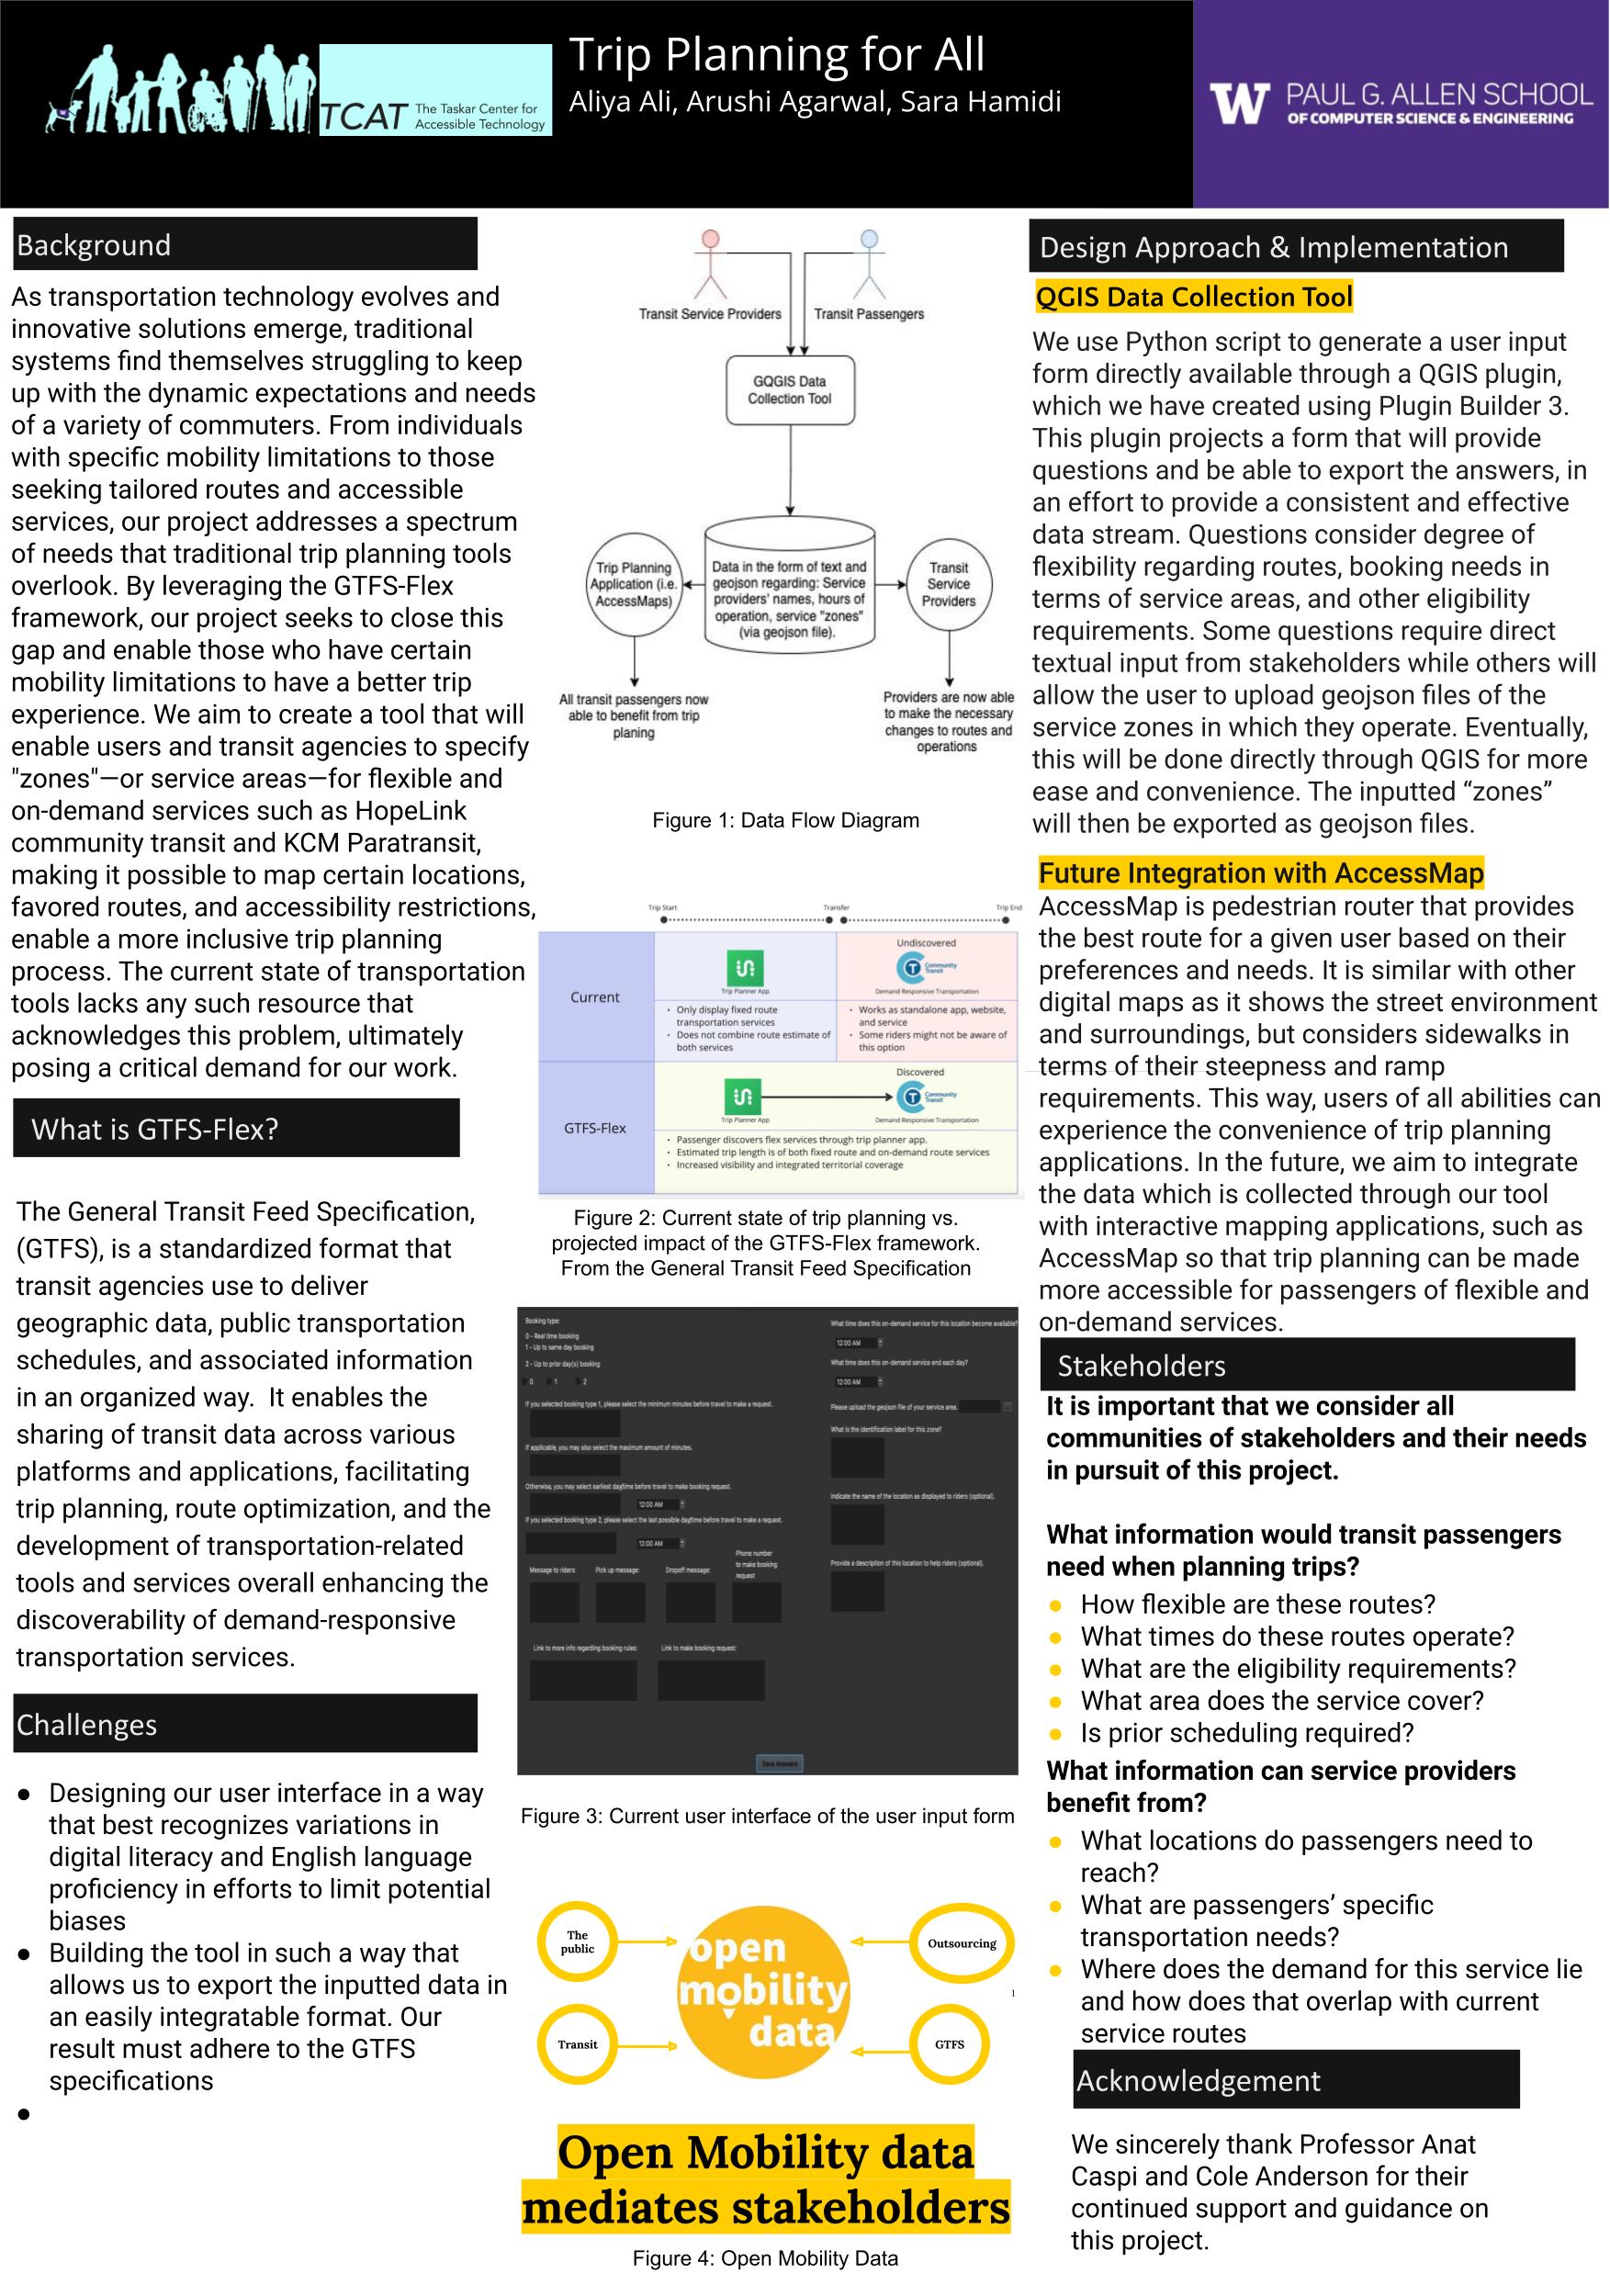 TCAT The Taskar Center for
Accessible Technology
Trip Planning for All
Aliya Ali, Arushi Agarwal, Sara Hamidi
W PAUL G. ALLEN SCHOOL
OF COMPUTER SCIENCE & ENGINEERING
Background
As transportation technology evolves and
innovative solutions emerge, traditional
systems find themselves struggling to keep
up with the dynamic expectations and needs
of a variety of commuters. From individuals
with specific mobility limitations to those
seeking tailored routes and accessible
services, our project addresses a spectrum
of needs that traditional trip planning tools
overlook. By leveraging the GTFS-Flex
framework, our project seeks to close this
gap and enable those who have certain
mobility limitations to have a better trip
experience. We aim to create a tool that will
enable users and transit agencies to specify
"zones"—or service areas—for flexible and
on-demand services such as HopeLink
community transit and KCM Paratransit,
making it possible to map certain locations,
favored routes, and accessibility restrictions,
enable a more inclusive trip planning
process. The current state of transportation
tools lacks any such resource that
acknowledges this problem, ultimately
posing a critical demand for our work.
What is GTFS-Flex?
The General Transit Feed Specification,
(GTFS), is a standardized format that
transit agencies use to deliver
geographic data, public transportation
schedules, and associated information
in an organized way. It enables the
sharing of transit data across various
platforms and applications, facilitating
trip planning, route optimization, and the
development of transportation-related
tools and services overall enhancing the
discoverability of demand-responsive
transportation services.
Challenges
● Designing our user interface in a way
that best recognizes variations in
digital literacy and English language
proficiency in efforts to limit potential
biases
● Building the tool in such a way that
allows us to export the inputted data in
an easily integratable format. Our
result must adhere to the GTFS
specifications
●
Transit Service Providers
Transit Passengers
GQGIS Data
Collection Tool
Trip Planning
Application (i.e.
AccessMaps)
Data in the form of text and
geojson regarding: Service
providers' names, hours of
operation, service "zones"
(via geojson file).
Transit
Service
Providers
All transit passengers now
able to benefit from trip
planing
Providers are now able
to make the necessary
changes to routes and
operations
Figure 1: Data Flow Diagram
Trip Start
Transfer
Trip End
Current
Trip Planner App
Undiscovered
Community
Transit
Demand Responsive Transportation
• Only display fixed route
transportation services
• Does not combine route estimate of
both services
• Works as standalone app, website,
and service
• Some riders might not be aware of
this option
GTFS-Flex
Trip Planner App
Discovered
Community
Transit
Demand Responsive Transportation
• Passenger discovers flex services through trip planner app.
• Estimated trip length is of both fixed route and on-demand route services
• Increased visibility and integrated territorial coverage
Figure 2: Current state of trip planning vs.
projected impact of the GTFS-Flex framework.
From the General Transit Feed Specification
Booking type:
0 - Real time booking
1 - Up to same day booking
2 - Up to prior day(s) booking
0 1 2
If you selected booking type 1, please select the minimum minutes before travel to make a request.
If applicable, you may also select the maximum amount of minutes.
Otherwise, you may select earliest daytime before travel to make booking request.
12:00 AM
If you selected booking type 2, please select the last possible daytime before travel to make a request.
12:00 AM
Message to riders:
Pick up message:
Dropoff message:
Phone number
to make booking
request
Link to more info regarding booking rules:
Link to make booking request:
What time does this on-demand service for this location become available?
12:00 AM
What time does this on-demand service end each day?
12:00 AM
Please upload the geojson file of your service area.
What is the identification label for this zone?
Indicate the name of the location as displayed to riders (optional).
Provide a description of this location to help riders (optional).
Save Answers
Figure 3: Current user interface of the user input form
The
public
Outsourcing
open
mobility
data
Transit
GTFS
1
Open Mobility data
mediates stakeholders
Figure 4: Open Mobility Data
Design Approach & Implementation
QGIS Data Collection Tool
We use Python script to generate a user input
form directly available through a QGIS plugin,
which we have created using Plugin Builder 3.
This plugin projects a form that will provide
questions and be able to export the answers, in
an effort to provide a consistent and effective
data stream. Questions consider degree of
flexibility regarding routes, booking needs in
terms of service areas, and other eligibility
requirements. Some questions require direct
textual input from stakeholders while others will
allow the user to upload geojson files of the
service zones in which they operate. Eventually,
this will be done directly through QGIS for more
ease and convenience. The inputted “zones”
will then be exported as geojson files.
Future Integration with AccessMap
AccessMap is pedestrian router that provides
the best route for a given user based on their
preferences and needs. It is similar with other
digital maps as it shows the street environment
and surroundings, but considers sidewalks in
terms of their steepness and ramp
requirements. This way, users of all abilities can
experience the convenience of trip planning
applications. In the future, we aim to integrate
the data which is collected through our tool
with interactive mapping applications, such as
AccessMap so that trip planning can be made
more accessible for passengers of flexible and
on-demand services.
Stakeholders
It is important that we consider all
communities of stakeholders and their needs
in pursuit of this project.
What information would transit passengers
need when planning trips?
● How flexible are these routes?
● What times do these routes operate?
● What are the eligibility requirements?
● What area does the service cover?
● Is prior scheduling required?
What information can service providers
benefit from?
● What locations do passengers need to
reach?
● What are passengers’ specific
transportation needs?
● Where does the demand for this service lie
and how does that overlap with current
service routes
Acknowledgement
We sincerely thank Professor Anat
Caspi and Cole Anderson for their
continued support and guidance on
this project.